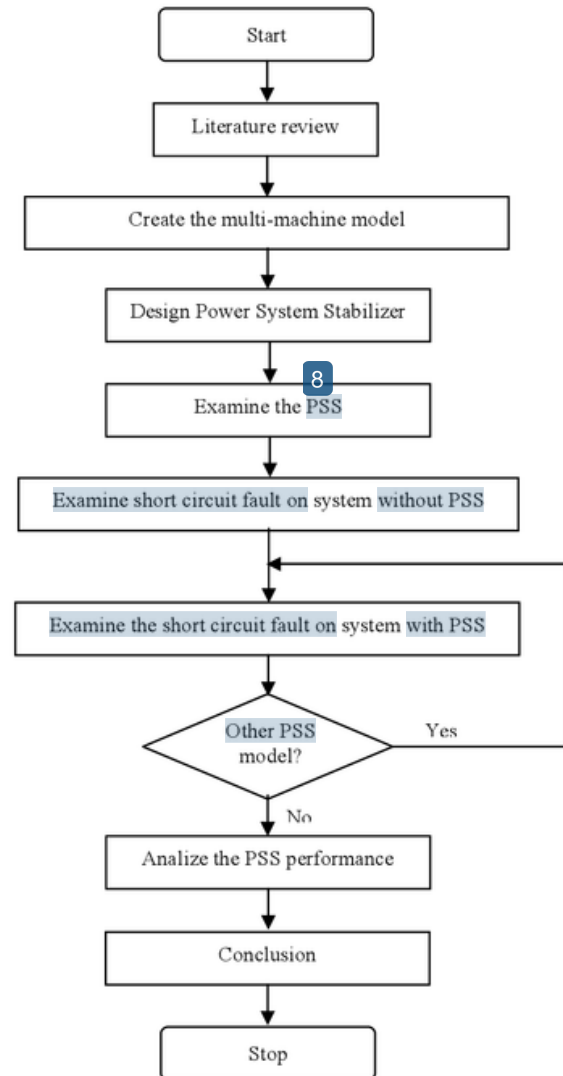 Start
Literature review
Create the multi-machine model
Design Power System Stabilizer
8
Examine the PSS
Examine short circuit fault on system without PSS
Examine the short circuit fault on system with PSS
Other PSS
model?
Yes
No
Analize the PSS performance
Conclusion
Stop